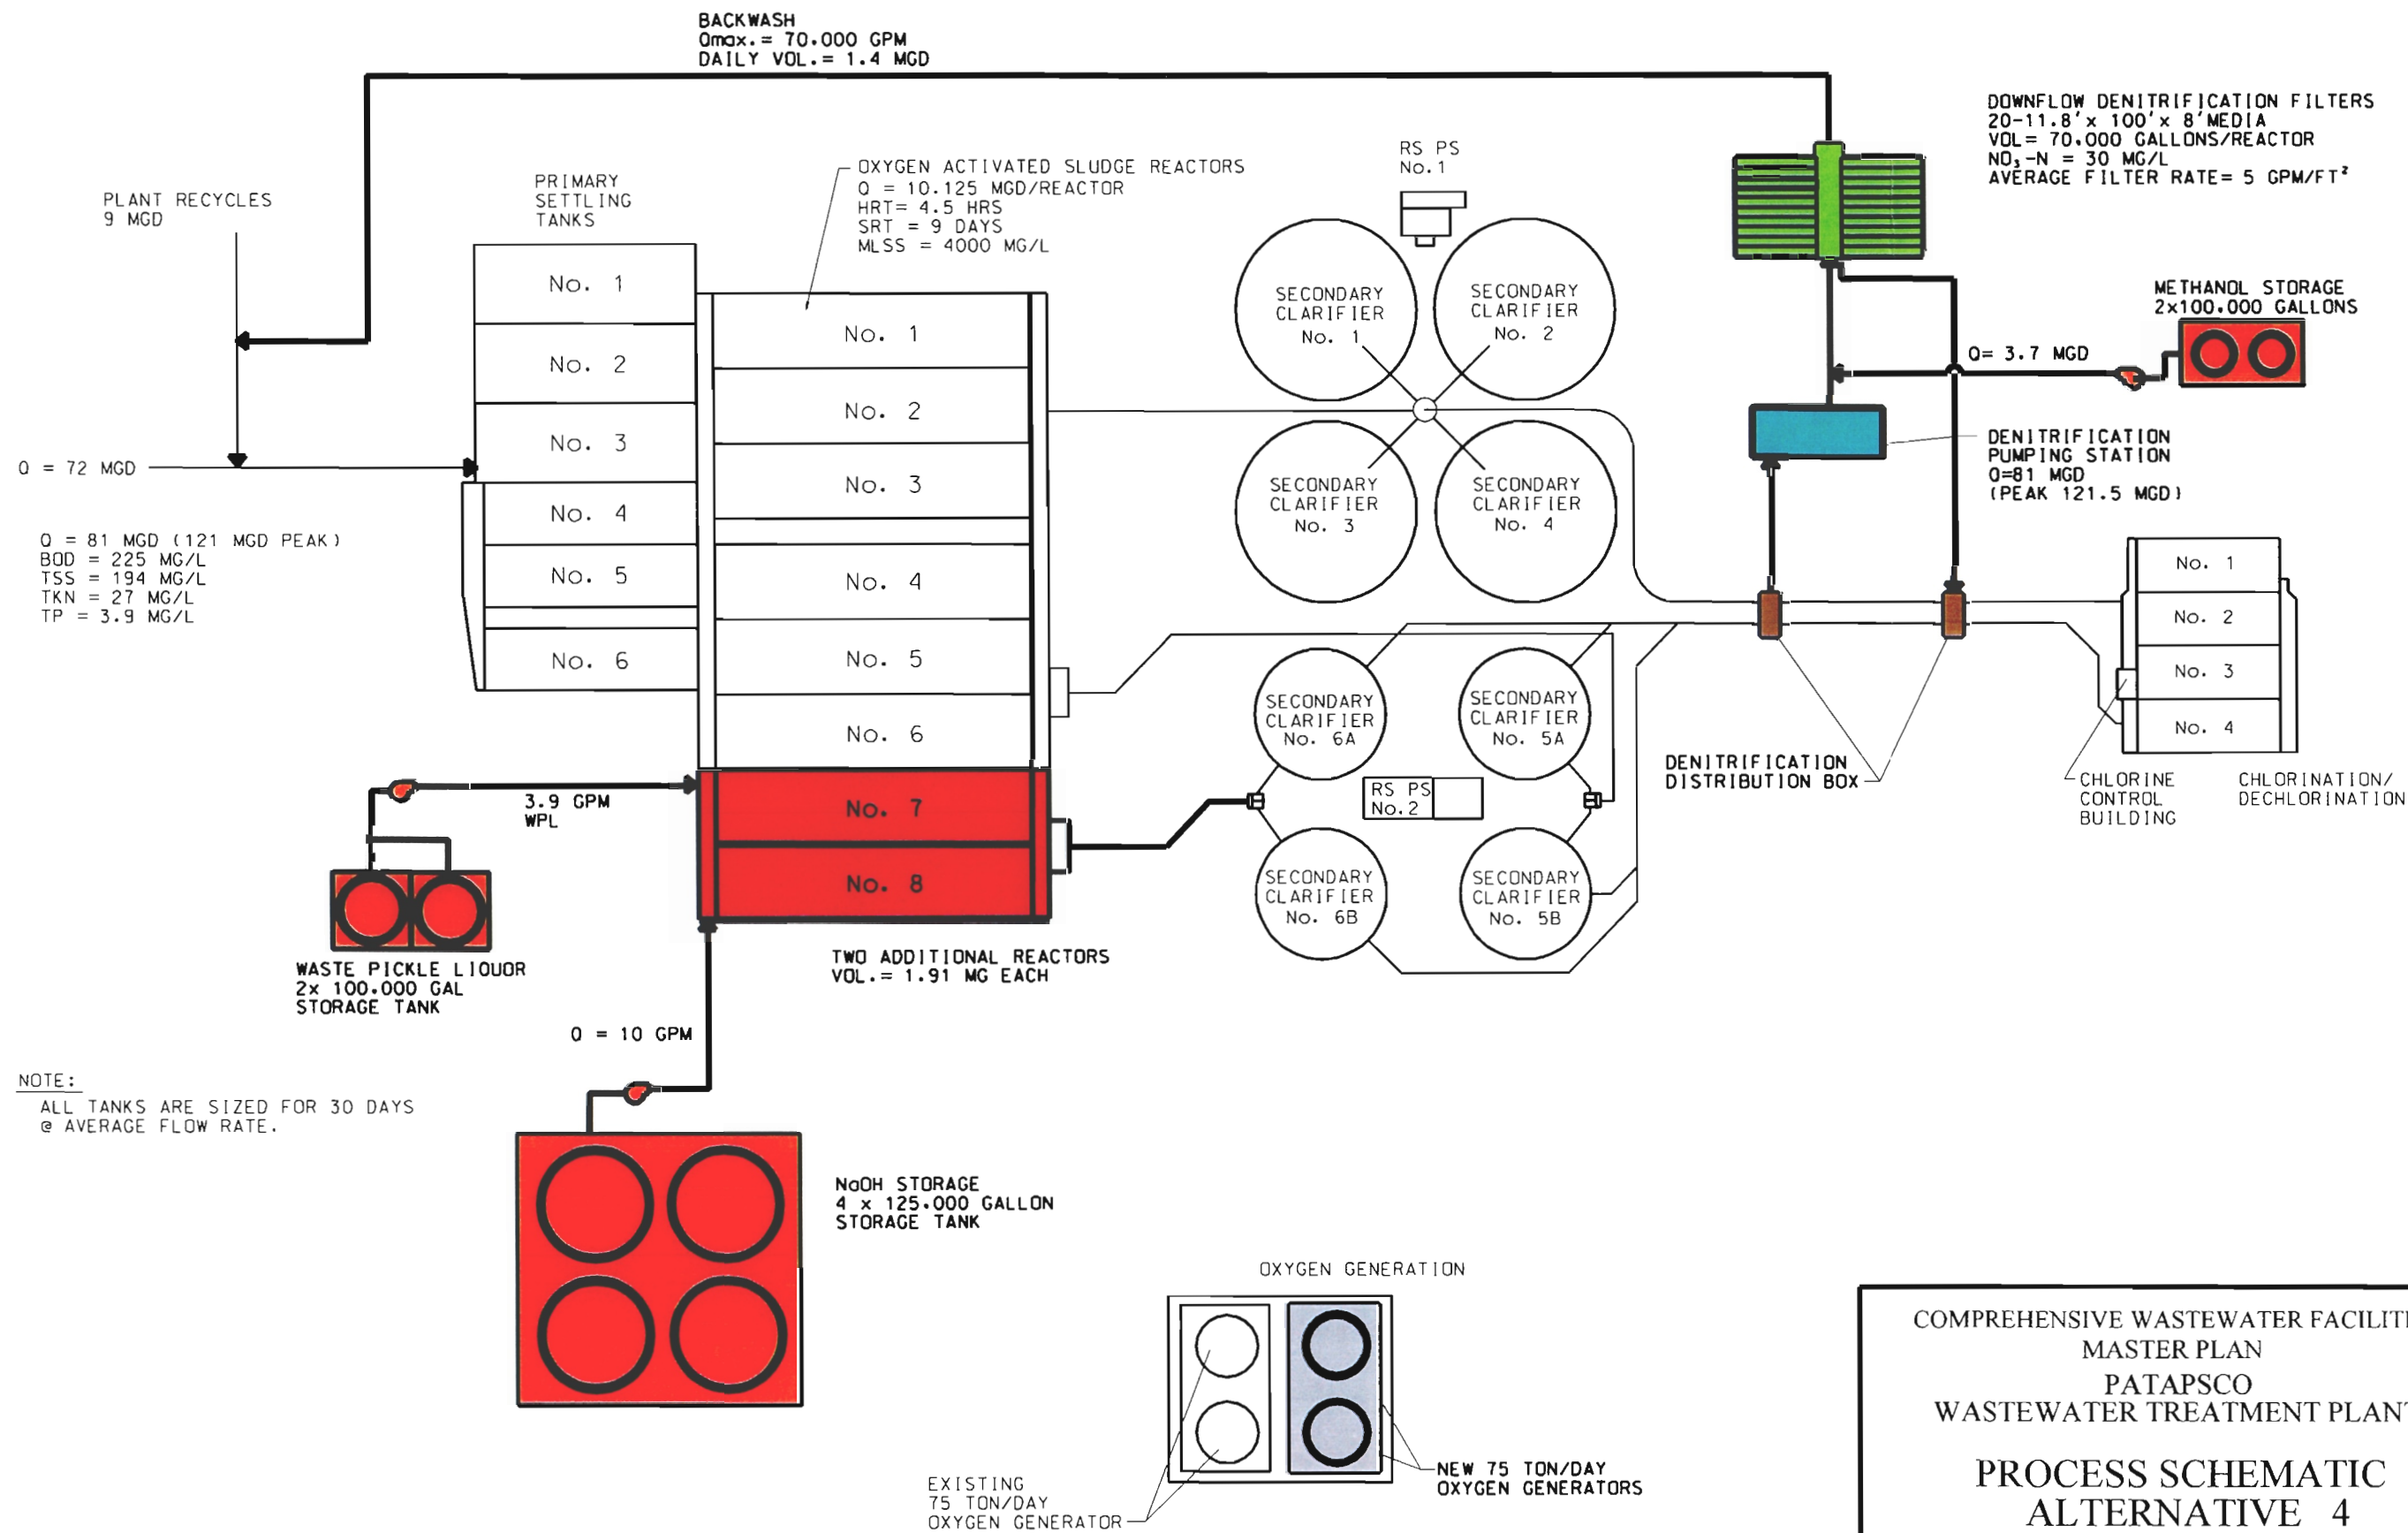 BACKWASH
Qmax.= 70.000 GPM
DAILY VOL.= 1.4 MGD
DOWNFLOW DENITRIFICATION FILTERS
20-11.8'x 100'x 8'MEDIA
VOL= 70.000 GALLONS/REACTOR
NO₃-N = 30 MG/L
AVERAGE FILTER RATE= 5 GPM/FT²
RS PS
No.1
OXYGEN ACTIVATED SLUDGE REACTORS
Q = 10.125 MGD/REACTOR
HRT= 4.5 HRS
SRT = 9 DAYS
MLSS = 4000 MG/L
PRIMARY
SETTLING
TANKS
PLANT RECYCLES
9 MGD
No. 1
No. 2
No. 3
No. 4
No. 5
No. 6
No. 1
No. 2
No. 3
No. 4
No. 5
No. 6
No. 7
No. 8
SECONDARY
CLARIFIER
No. 1
SECONDARY
CLARIFIER
No. 2
SECONDARY
CLARIFIER
No. 3
SECONDARY
CLARIFIER
No. 4
METHANOL STORAGE
2x100.000 GALLONS
Q= 3.7 MGD
DENITRIFICATION
PUMPING STATION
Q=81 MGD
(PEAK 121.5 MGD)
Q = 72 MGD
Q = 81 MGD (121 MGD PEAK)
BOD = 225 MG/L
TSS = 194 MG/L
TKN = 27 MG/L
TP = 3.9 MG/L
No. 1
No. 2
No. 3
No. 4
SECONDARY
CLARIFIER
No. 6A
SECONDARY
CLARIFIER
No. 5A
RS PS
No.2
SECONDARY
CLARIFIER
No. 6B
SECONDARY
CLARIFIER
No. 5B
DENITRIFICATION
DISTRIBUTION BOX
CHLORINE
CONTROL
BUILDING
CHLORINATION/
DECHLORINATION
3.9 GPM
WPL
WASTE PICKLE LIQUOR
2x 100.000 GAL
STORAGE TANK
TWO ADDITIONAL REACTORS
VOL.= 1.91 MG EACH
Q = 10 GPM
NOTE:
ALL TANKS ARE SIZED FOR 30 DAYS
@ AVERAGE FLOW RATE.
NaOH STORAGE
4 x 125.000 GALLON
STORAGE TANK
OXYGEN GENERATION
EXISTING
75 TON/DAY
OXYGEN GENERATOR
NEW 75 TON/DAY
OXYGEN GENERATORS
COMPREHENSIVE WASTEWATER FACILITI
MASTER PLAN
PATAPSCO
WASTEWATER TREATMENT PLANT
PROCESS SCHEMATIC
ALTERNATIVE 4